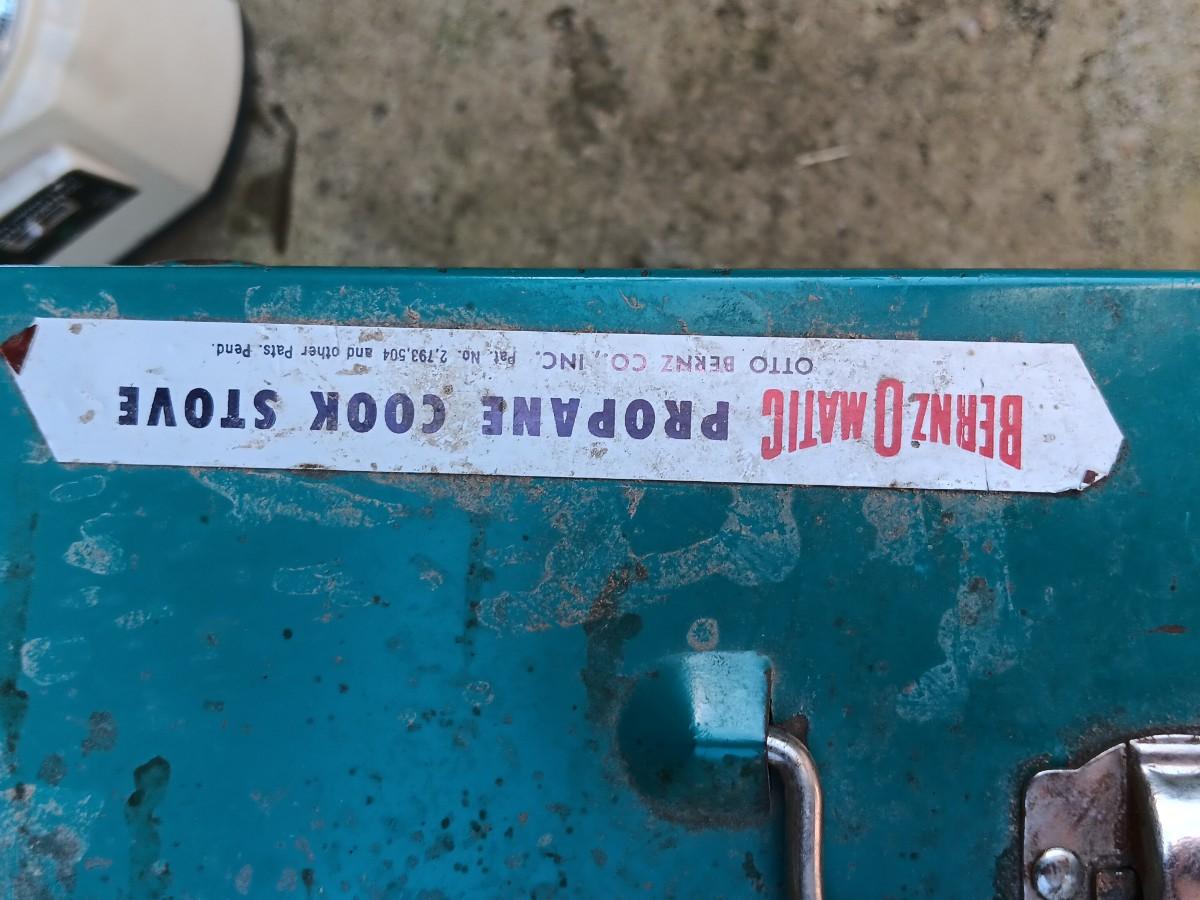 BERNZOMATIC PROPANE COOK STOVE
OTTO BERNZ CO., INC. Pat. No. 2,793,504 and other Pats. Pend.